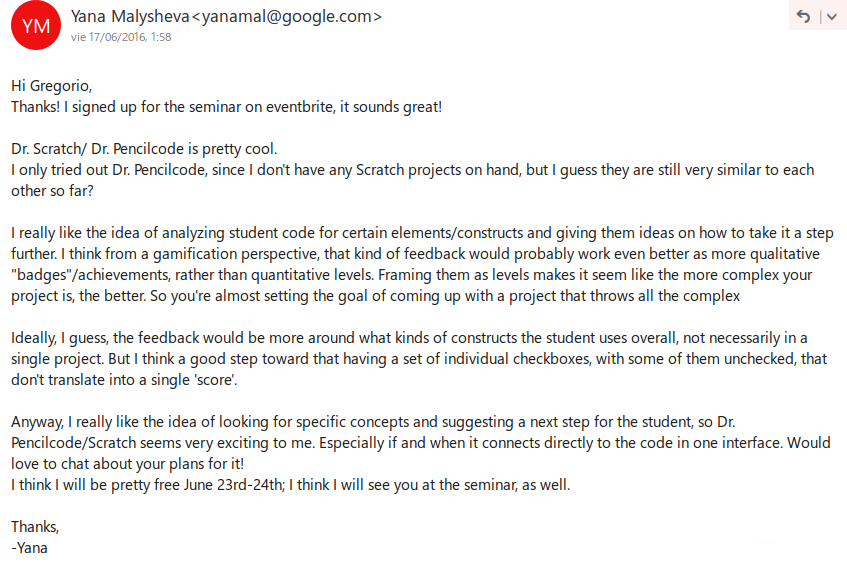 YM
Yana Malysheva<yanamal@google.com>
vie 17/06/2016, 1:58
Hi Gregorio,
Thanks! I signed up for the seminar on eventbrite, it sounds great!
Dr. Scratch/ Dr. Pencilcode is pretty cool.
I only tried out Dr. Pencilcode, since I don't have any Scratch projects on hand, but I guess they are still very similar to each
other so far?
I really like the idea of analyzing student code for certain elements/constructs and giving them ideas on how to take it a step
further. I think from a gamification perspective, that kind of feedback would probably work even better as more qualitative
"badges"/achievements, rather than quantitative levels. Framing them as levels makes it seem like the more complex your
project is, the better. So you're almost setting the goal of coming up with a project that throws all the complex
Ideally, I guess, the feedback would be more around what kinds of constructs the student uses overall, not necessarily in a
single project. But I think a good step toward that having a set of individual checkboxes, with some of them unchecked, that
don't translate into a single 'score'.
Anyway, I really like the idea of looking for specific concepts and suggesting a next step for the student, so Dr.
Pencilcode/Scratch seems very exciting to me. Especially if and when it connects directly to the code in one interface. Would
love to chat about your plans for it!
I think I will be pretty free June 23rd-24th; I think I will see you at the seminar, as well.
Thanks,
-Yana